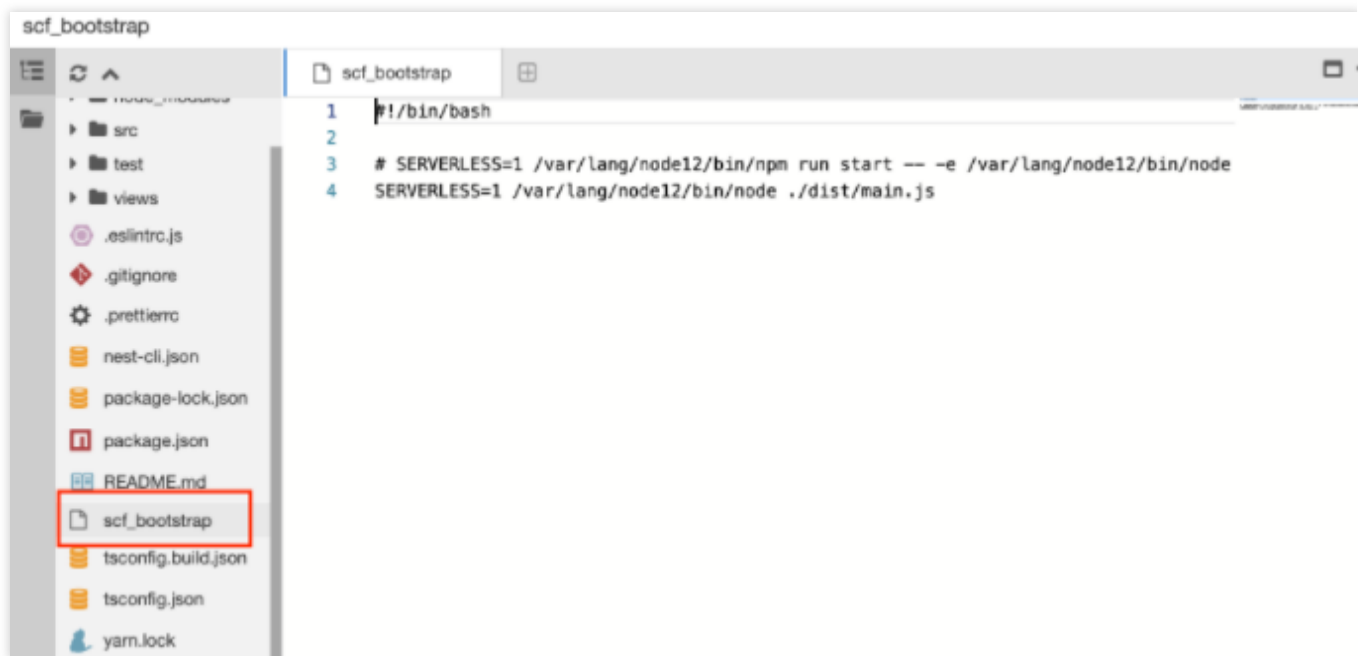 scf_bootstrap
node_modules
src
test
views
.eslintrc.js
.gitignore
.prettierrc
nest-cli.json
package-lock.json
package.json
README.md
scf_bootstrap
tsconfig.build.json
tsconfig.json
yarn.lock
scf_bootstrap
1 #!/bin/bash
2
3 # SERVERLESS=1 /var/lang/node12/bin/npm run start -- -e /var/lang/node12/bin/node
4 SERVERLESS=1 /var/lang/node12/bin/node ./dist/main.js